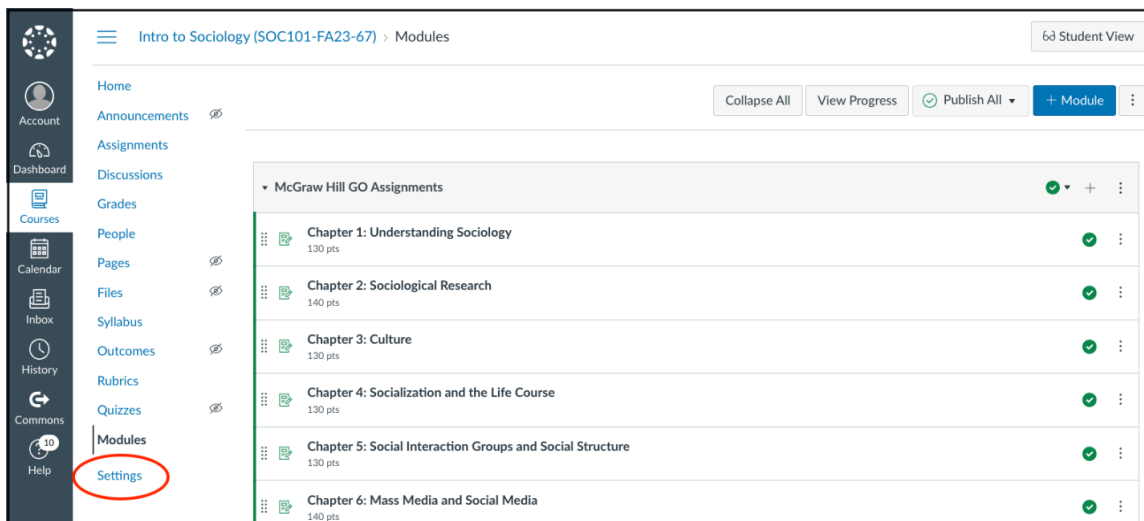 Intro to Sociology (SOC101-FA23-67) > Modules
Student View
Account
Dashboard
Courses
Calendar
Inbox
History
Commons
10
Help
Home
Announcements
Assignments
Discussions
Grades
People
Pages
Files
Syllabus
Outcomes
Rubrics
Quizzes
Modules
Settings
Collapse All
View Progress
Publish All
+ Module
McGraw Hill GO Assignments
Chapter 1: Understanding Sociology
130 pts
Chapter 2: Sociological Research
140 pts
Chapter 3: Culture
130 pts
Chapter 4: Socialization and the Life Course
130 pts
Chapter 5: Social Interaction Groups and Social Structure
130 pts
Chapter 6: Mass Media and Social Media
140 pts